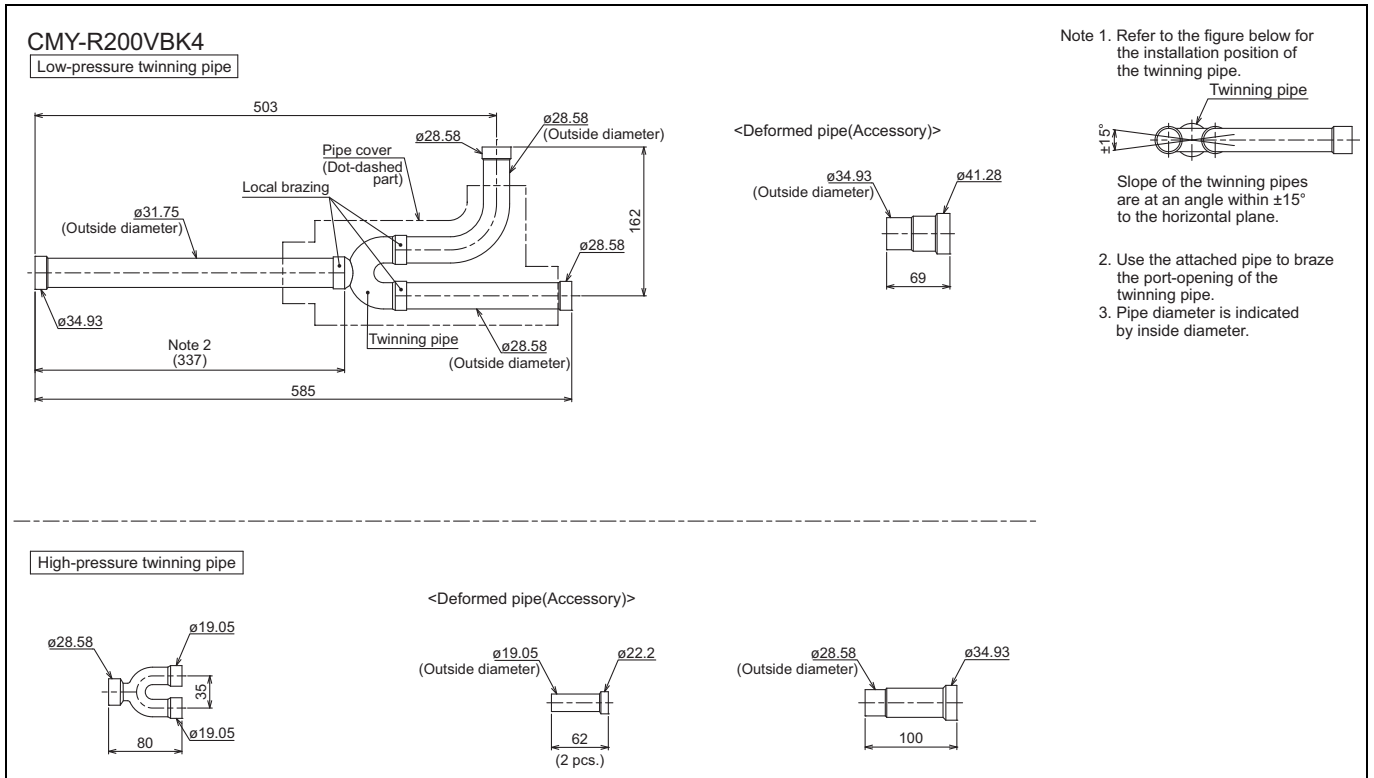 CMY-R200VBK4
Low-pressure twinning pipe
503
ø28.58
ø28.58
(Outside diameter)
Pipe cover
(Dot-dashed
part)
Local brazing
ø31.75
(Outside diameter)
162
ø28.58
ø34.93
Note 2
(337)
Twinning pipe
ø28.58
(Outside diameter)
585
<Deformed pipe(Accessory)>
ø34.93
(Outside diameter)
ø41.28
69
Note 1. Refer to the figure below for
the installation position of
the twinning pipe.
Twinning pipe
±15°
Slope of the twinning pipes
are at an angle within ±15°
to the horizontal plane.
2. Use the attached pipe to braze
the port-opening of the
twinning pipe.
3. Pipe diameter is indicated
by inside diameter.
High-pressure twinning pipe
ø28.58
ø19.05
35
ø19.05
80
<Deformed pipe(Accessory)>
ø19.05
(Outside diameter)
ø22.2
62
(2 pcs.)
ø28.58
(Outside diameter)
ø34.93
100